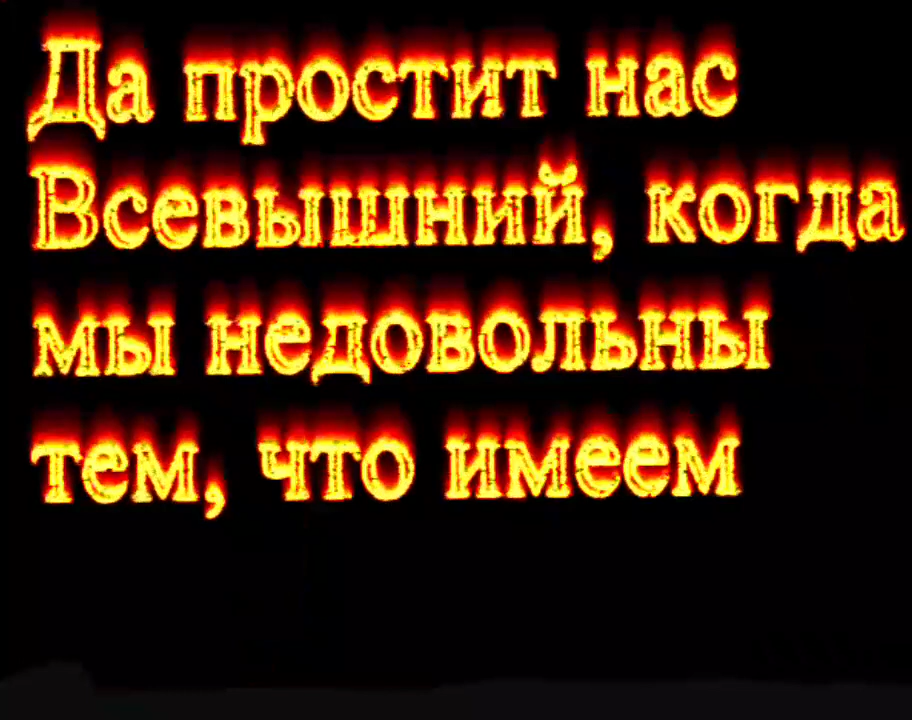 Да простит нас
Всевышний, когда
мы недовольны
тем, что имеем